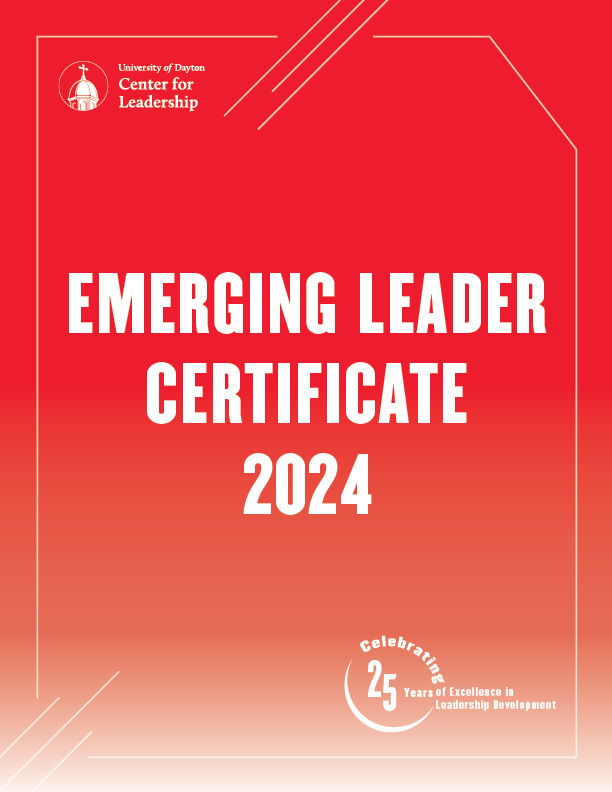 University of Dayton
Center for
Leadership
EMERGING LEADER
CERTIFICATE
2024
Celebrating
25 Years of Excellence in
Leadership Development